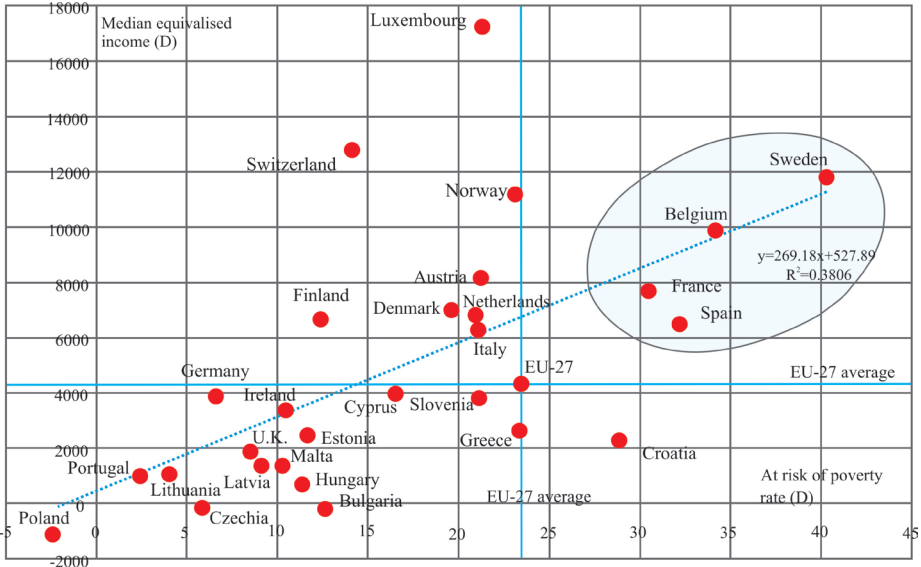 18000
Median equivalised
income (D)
Luxembourg
16000
14000
Switzerland
Sweden
12000
Norway
Belgium
10000
y=269.18x+527.89
R²=0.3806
Austria
France
8000
Finland
Denmark
Netherlands
Spain
6000
Italy
EU-27
Germany
EU-27 average
4000
Ireland
Cyprus
Slovenia
U.K.
Estonia
Greece
2000
Malta
Croatia
Portugal
Latvia
Hungary
At risk of poverty
rate (D)
Lithuania
EU-27 average
0
Bulgaria
Poland
Czechia
-5 0 5 10 15 20 25 30 35 40 45
-2000